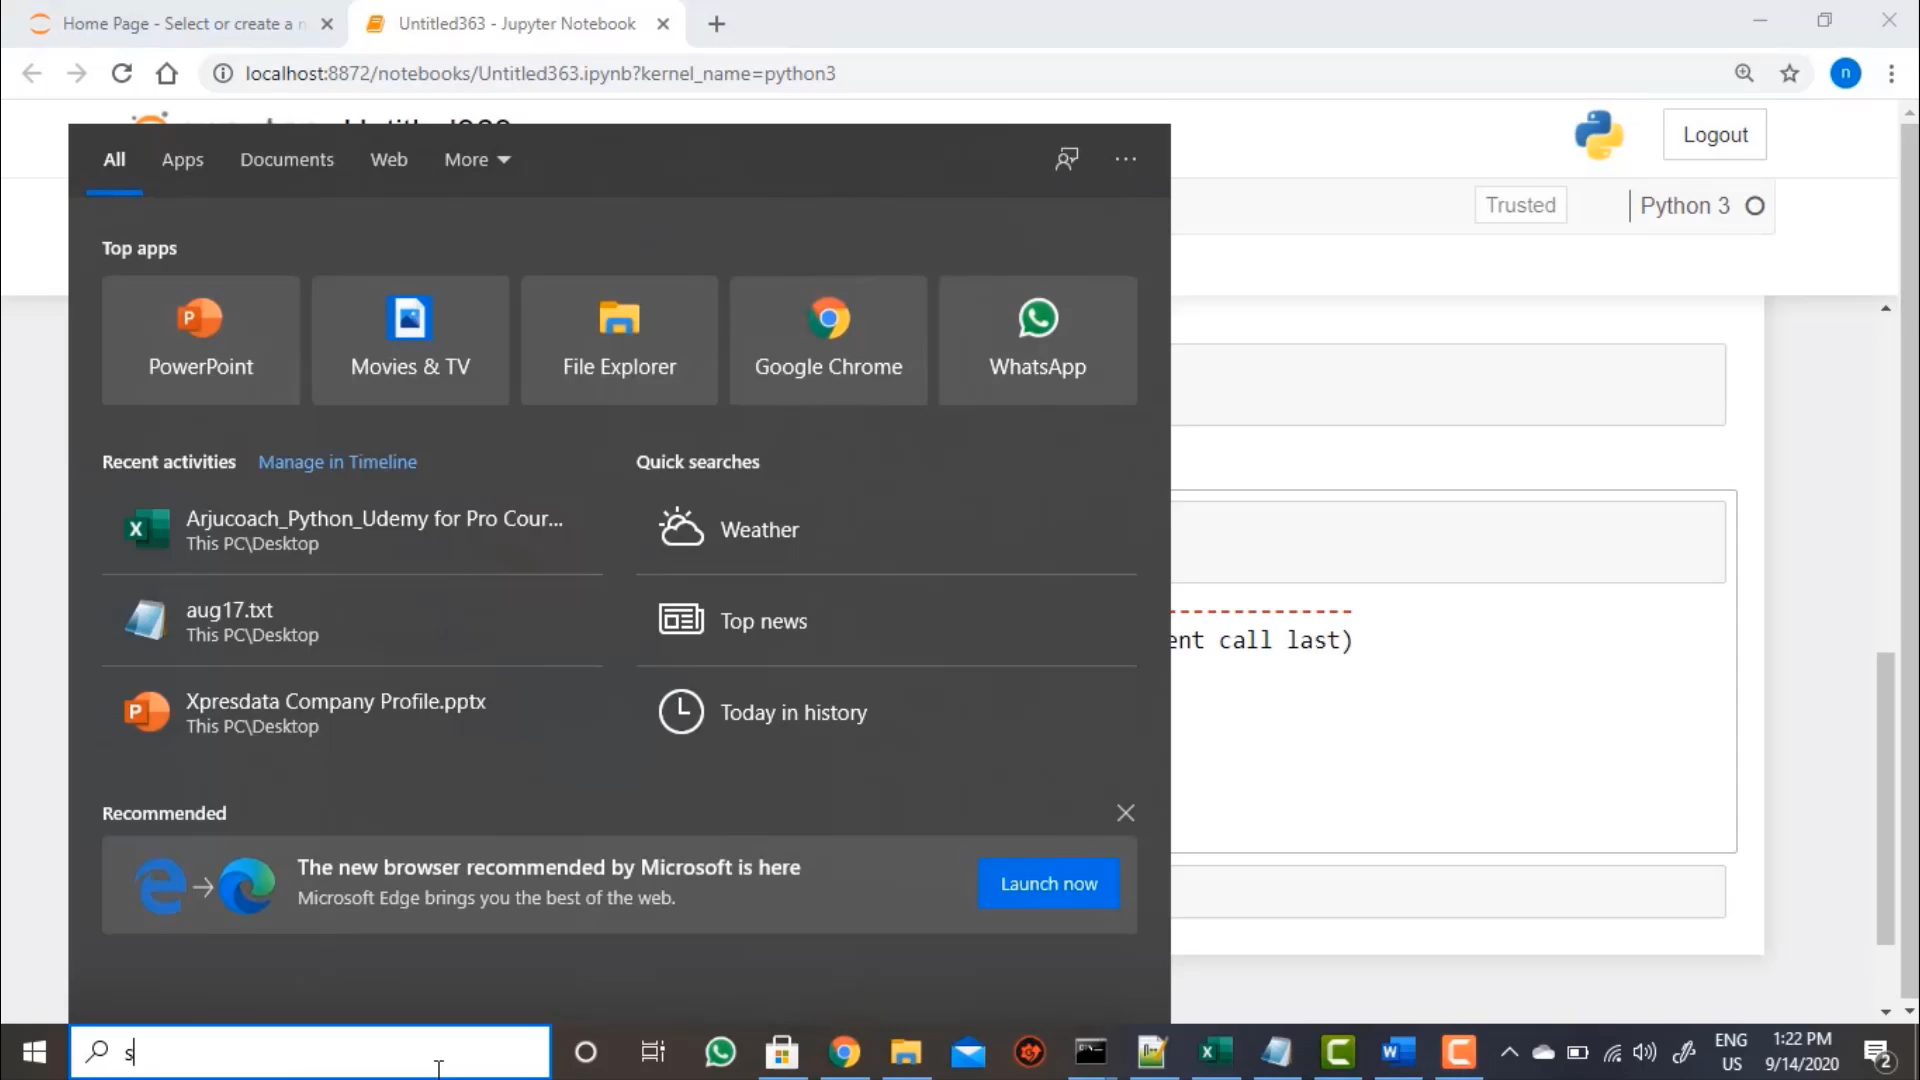 Home Page - Select or create a n
Untitled363 - Jupyter Notebook
localhost:8872/notebooks/Untitled363.ipynb?kernel_name=python3
n
Logout
All
Apps
Documents
Web
More
Trusted
Python 3
Top apps
PowerPoint
Movies & TV
File Explorer
Google Chrome
WhatsApp
Recent activities
Manage in Timeline
Quick searches
Arjucoach_Python_Udemy for Pro Cour...
This PC\Desktop
Weather
aug17.txt
This PC\Desktop
Top news
ent call last)
Xpresdata Company Profile.pptx
This PC\Desktop
Today in history
Recommended
The new browser recommended by Microsoft is here
Microsoft Edge brings you the best of the web.
Launch now
s
ENG
US
1:22 PM
9/14/2020
2